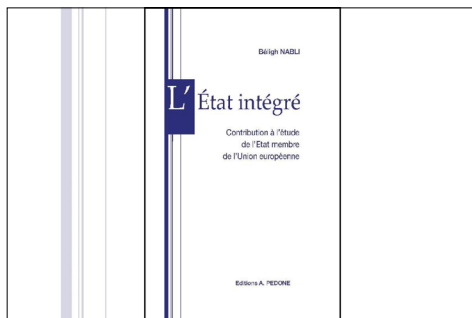 Béligh NABLI
L'État intégré
Contribution à l'étude
de l'Etat membre
de l'Union européenne
Editions A. PEDONE